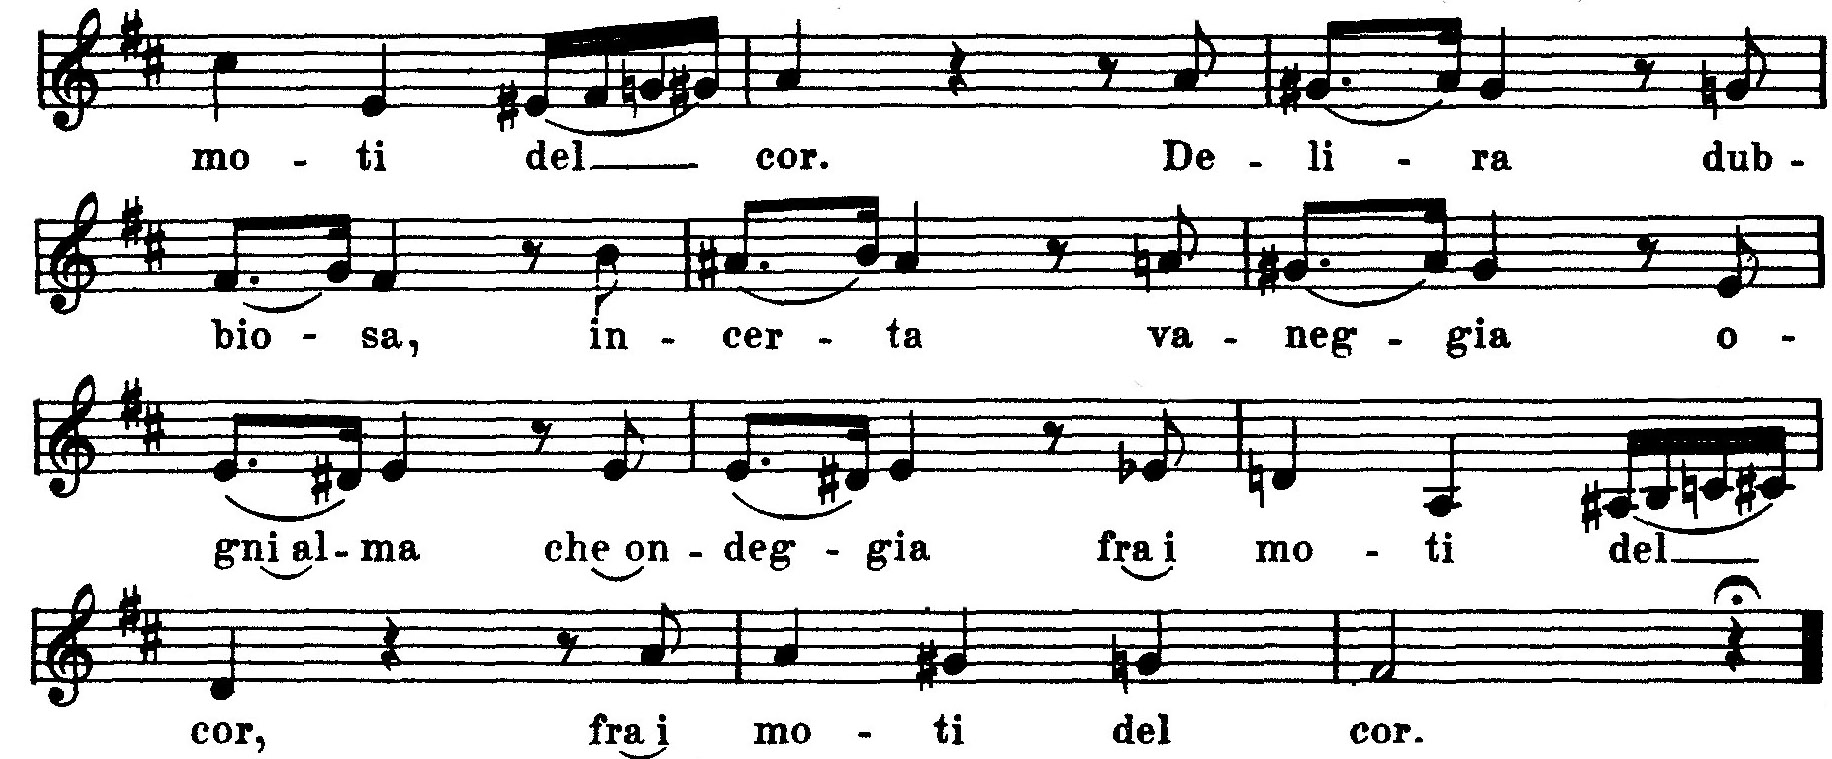 mo - ti del cor. De - li - ra dub -
bio - sa, in - cer - ta va - neg - gia o -
gni al - ma che on - deg - gia fra i mo - ti del
cor, fra i mo - ti del cor.